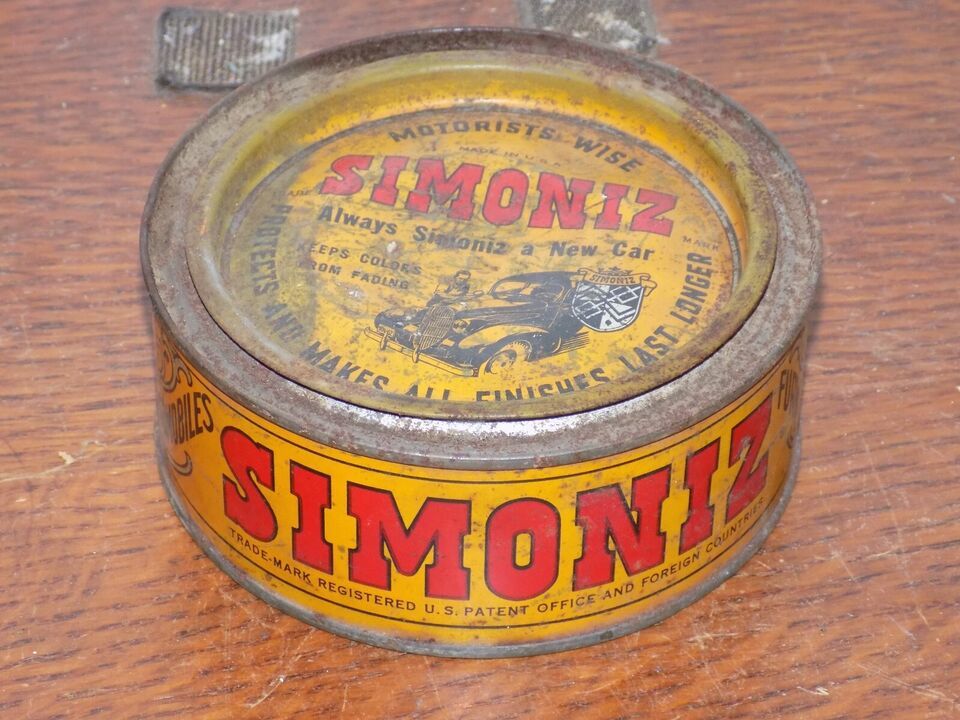 MOTORISTS WISE
MADE IN U.S.A.
SIMONIZ
MARK
Always Simoniz a New Car
KEEPS COLORS
FROM FADING
SIMONIZ
PROTECTS AND MAKES ALL FINISHES LAST LONGER
SIMONIZ
TRADE-MARK REGISTERED U.S. PATENT OFFICE AND FOREIGN COUNTRIES